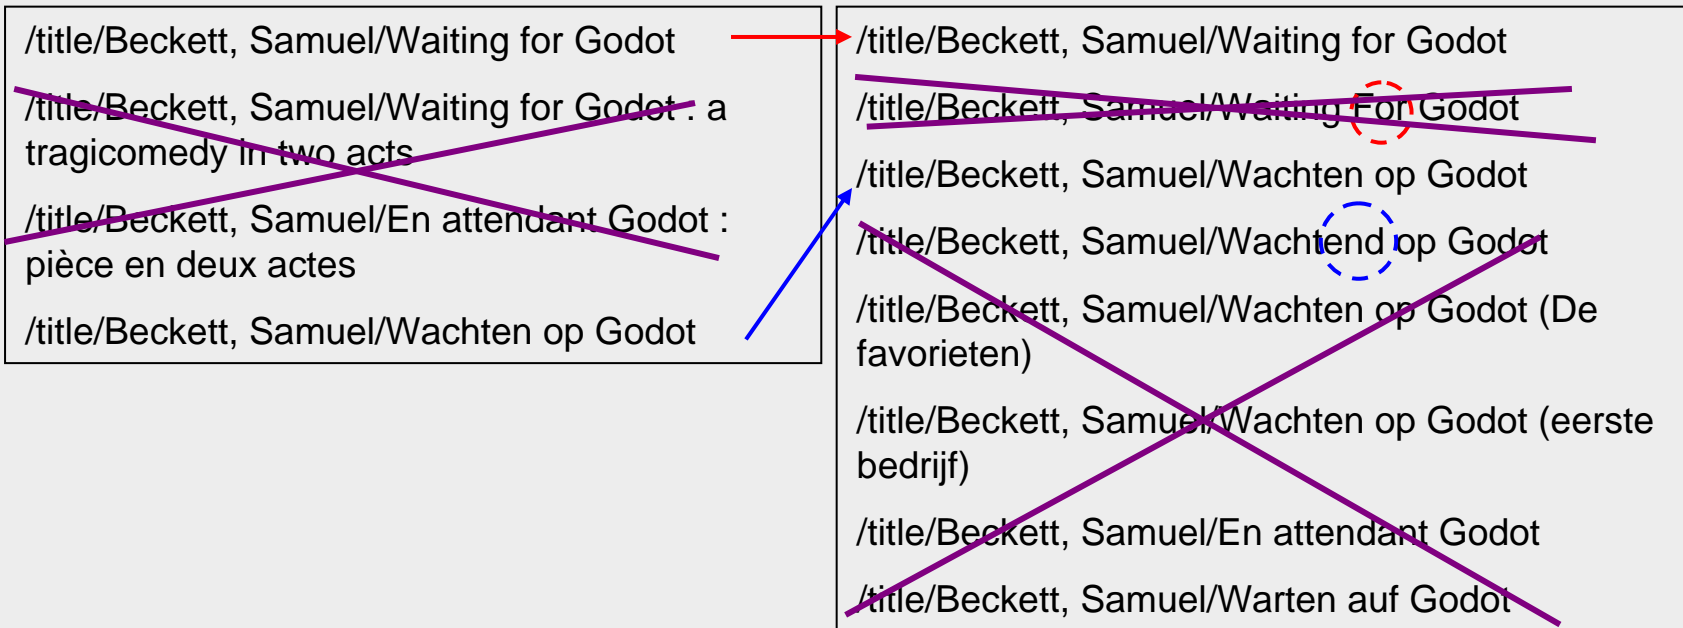 /title/Beckett, Samuel/Waiting for Godot
/title/Beckett, Samuel/Waiting for Godot : a
tragicomedy in two acts
/title/Beckett, Samuel/En attendant Godot :
pièce en deux actes
/title/Beckett, Samuel/Wachten op Godot
/title/Beckett, Samuel/Waiting for Godot
/title/Beckett, Samuel/Waiting For Godot
/title/Beckett, Samuel/Wachten op Godot
/title/Beckett, Samuel/Wachtend op Godot
/title/Beckett, Samuel/Wachten op Godot (De
favorieten)
/title/Beckett, Samuel/Wachten op Godot (eerste
bedrijf)
/title/Beckett, Samuel/En attendant Godot
/title/Beckett, Samuel/Warten auf Godot